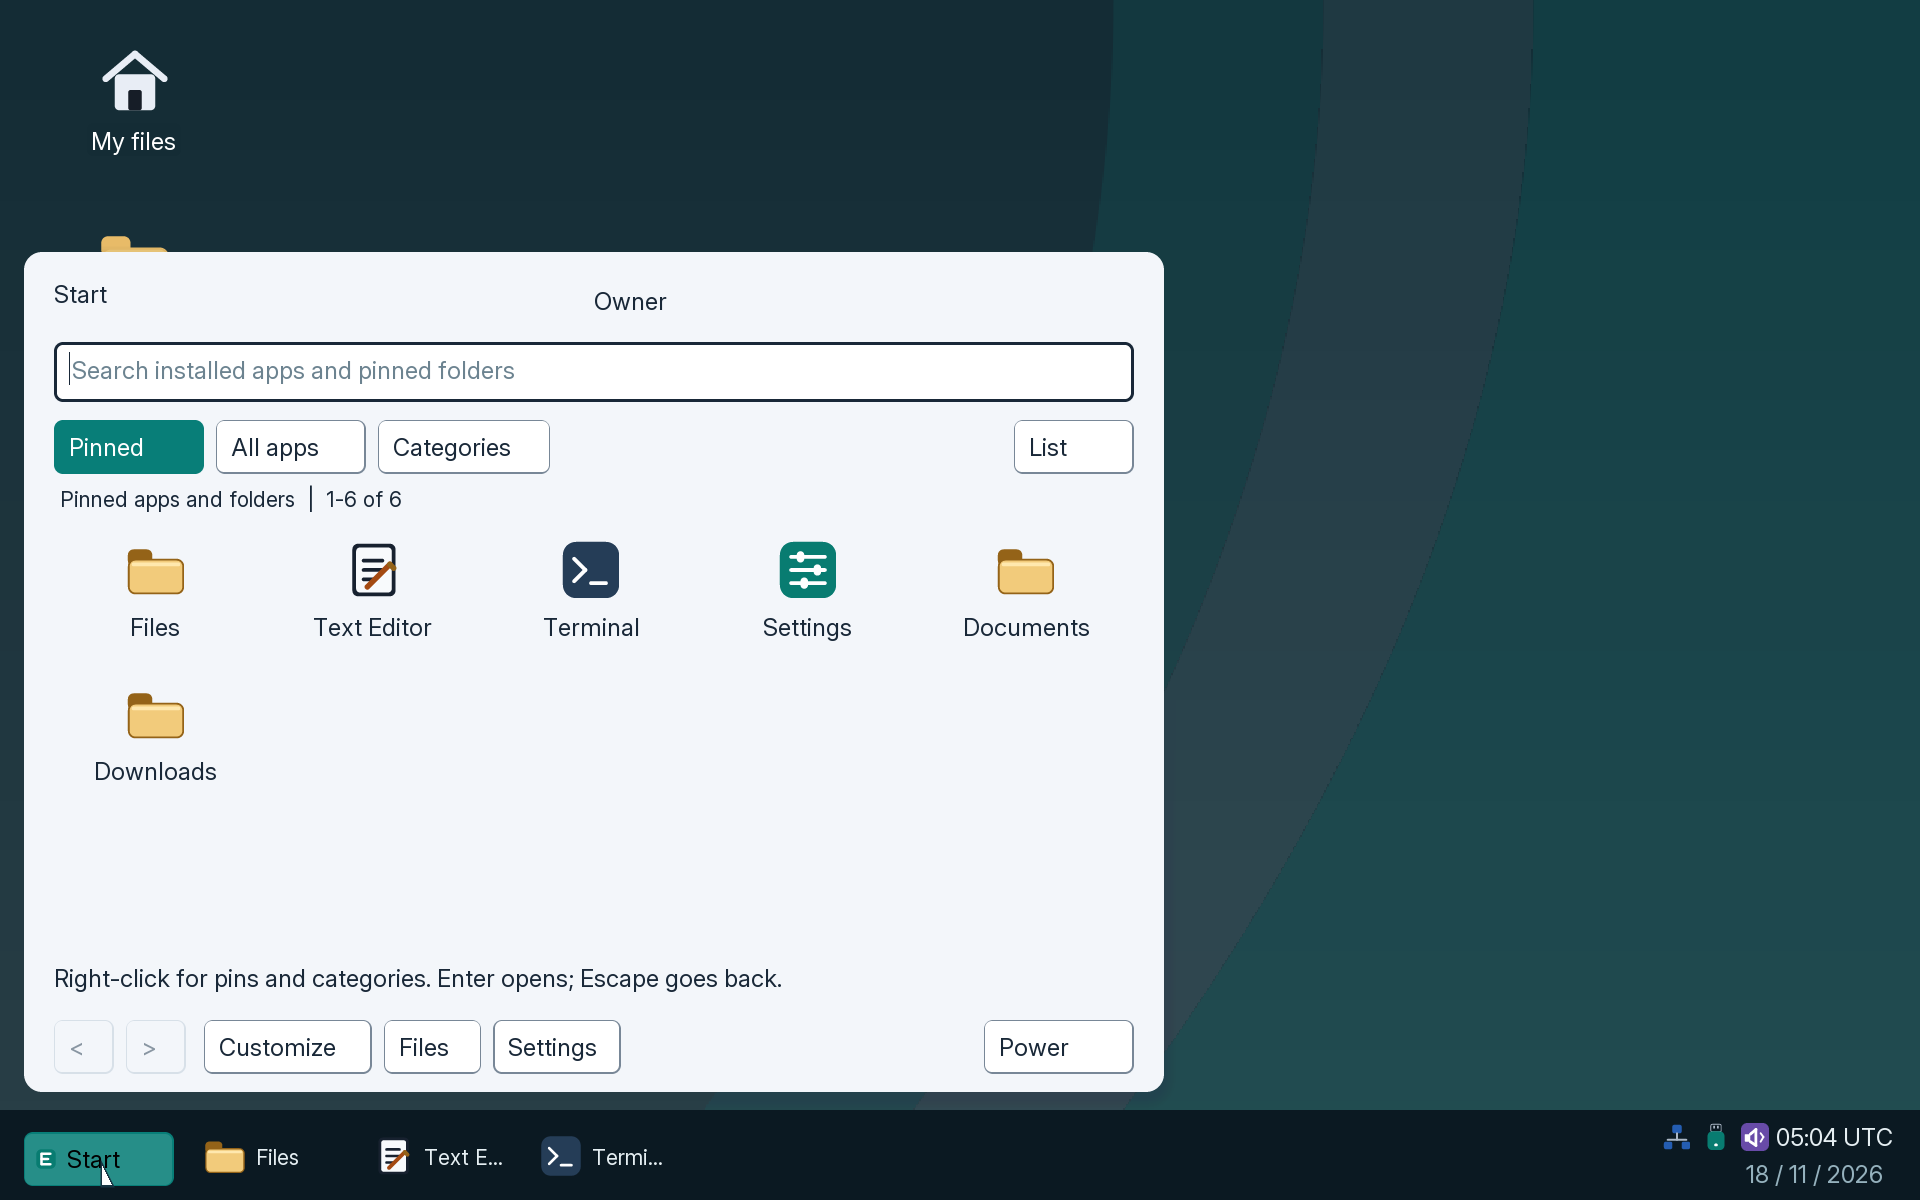 My files
Start
Owner
Search installed apps and pinned folders
Pinned
All apps
Categories
List
Pinned apps and folders | 1-6 of 6
Files
Text Editor
Terminal
Settings
Documents
Downloads
Right-click for pins and categories. Enter opens; Escape goes back.
<
>
Customize
Files
Settings
Power
E Start
Files
Text E...
Termi...
05:04 UTC
18 / 11 / 2026